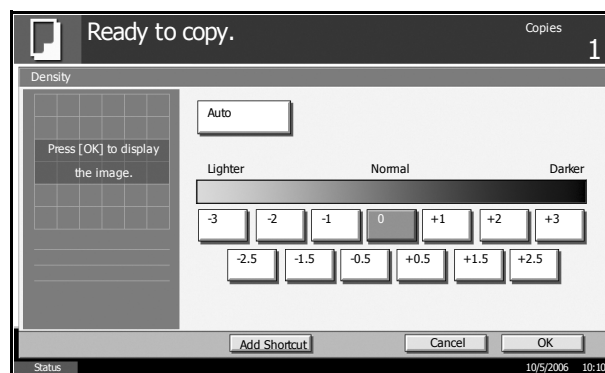 Ready to copy.
Copies
1
Density
Auto
Press [OK] to display
the image.
Lighter Normal Darker
-3 -2 -1 0 +1 +2 +3
-2.5 -1.5 -0.5 +0.5 +1.5 +2.5
Add Shortcut Cancel OK
Status 10/5/2006 10:10